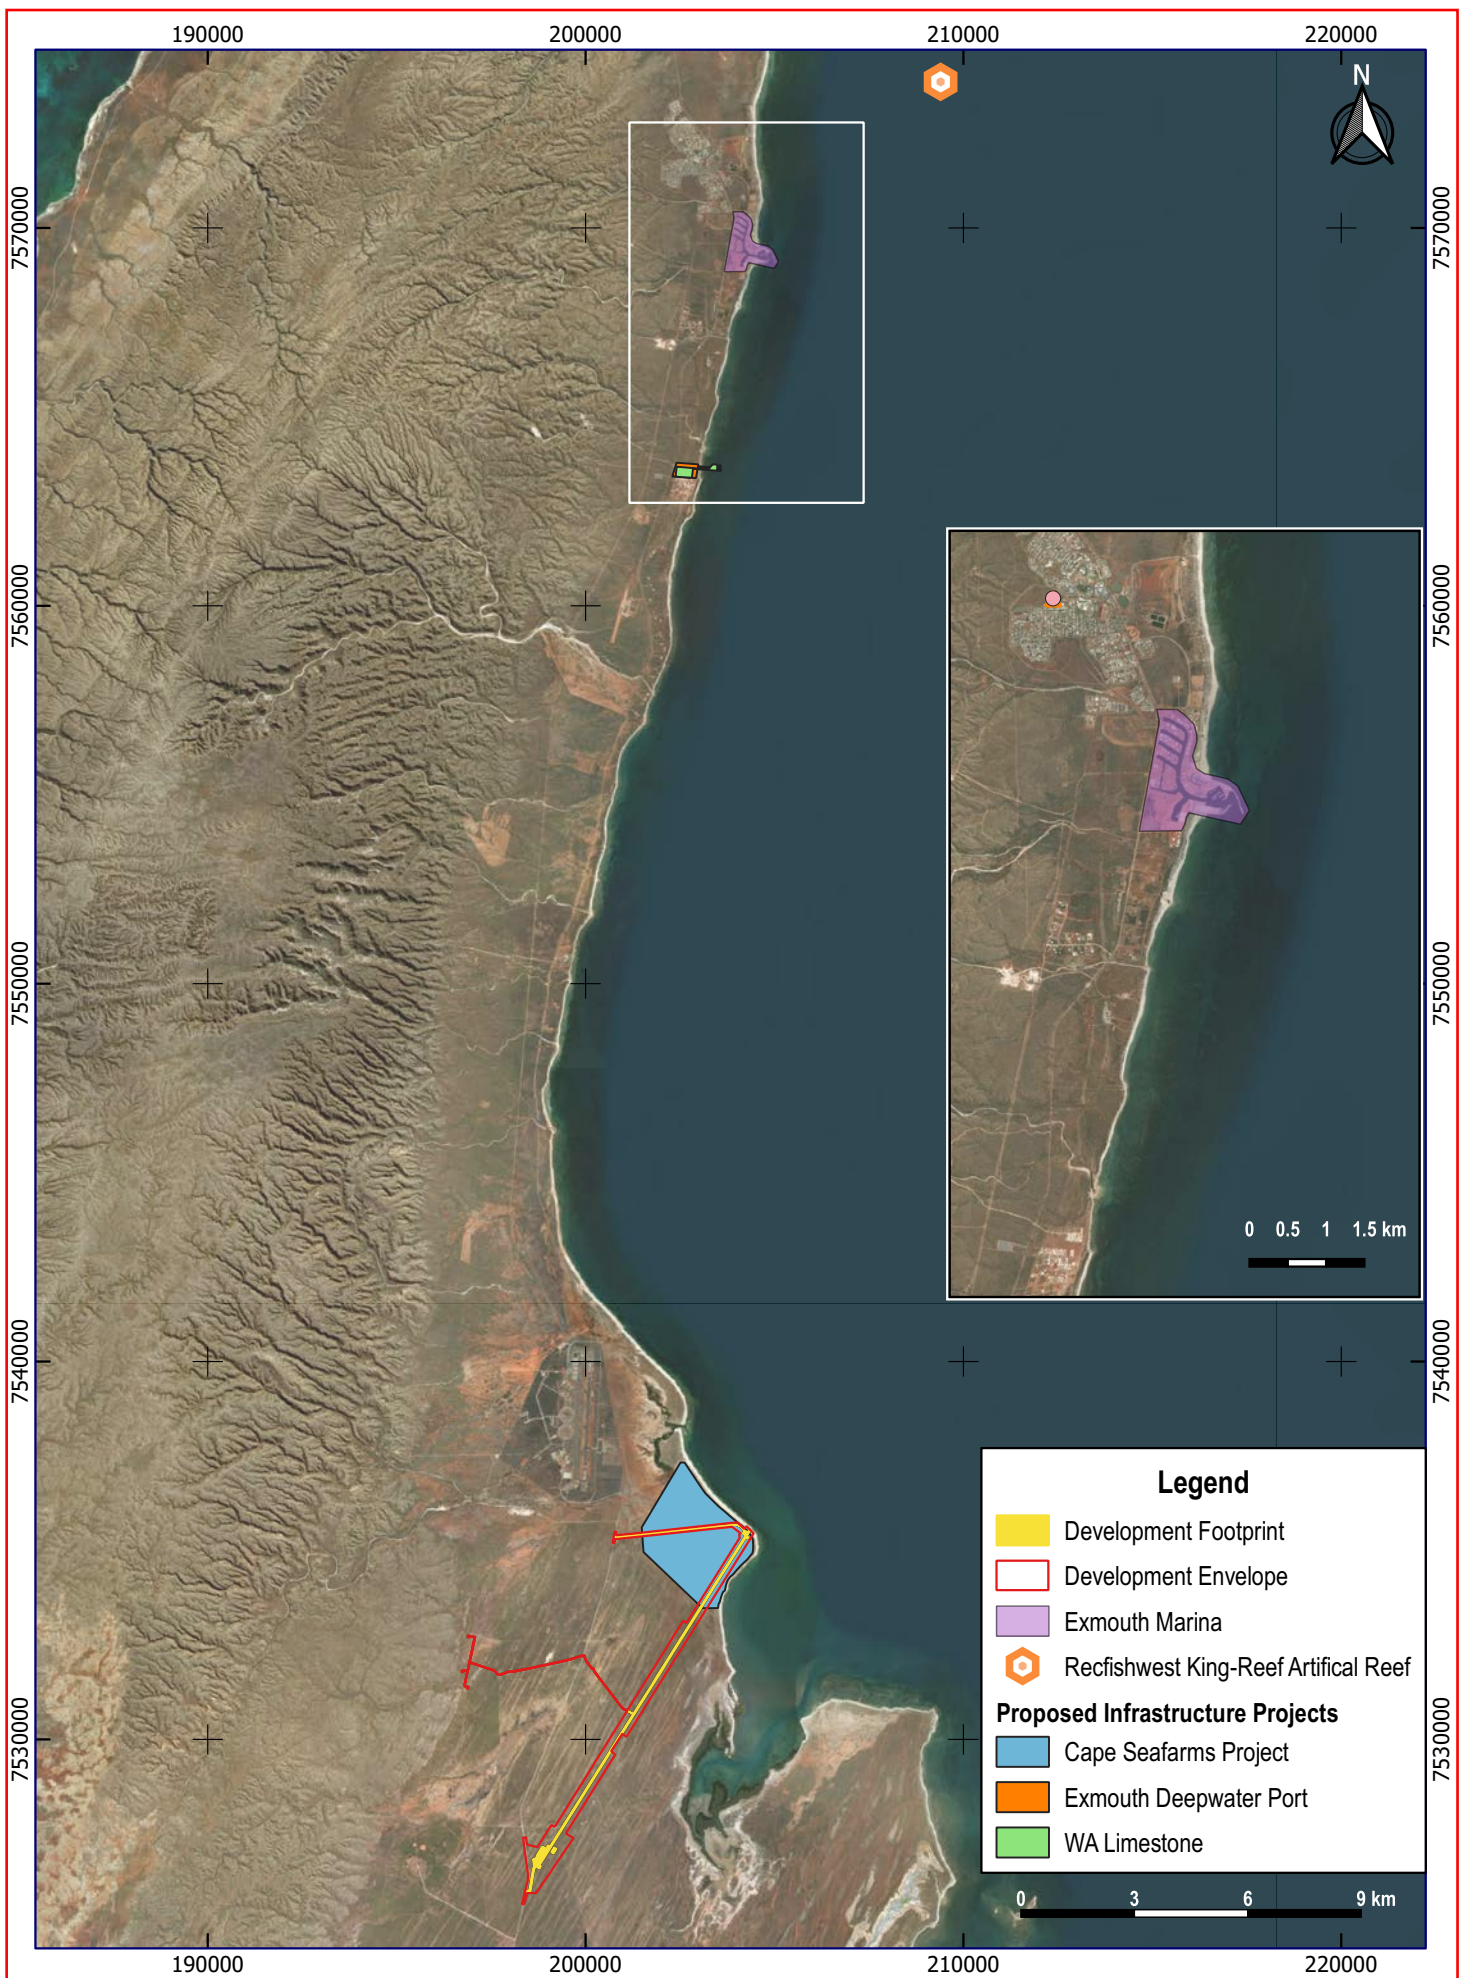 190000 200000 210000 220000
N
7570000 7570000
7560000 7560000
7550000 7550000
0 0.5 1 1.5 km
7540000 7540000
Legend
Development Footprint
Development Envelope
Exmouth Marina
Recfishwest King-Reef Artifical Reef
Proposed Infrastructure Projects
Cape Seafarms Project
Exmouth Deepwater Port
WA Limestone
7530000 7530000
0 3 6 9 km
190000 200000 210000 220000